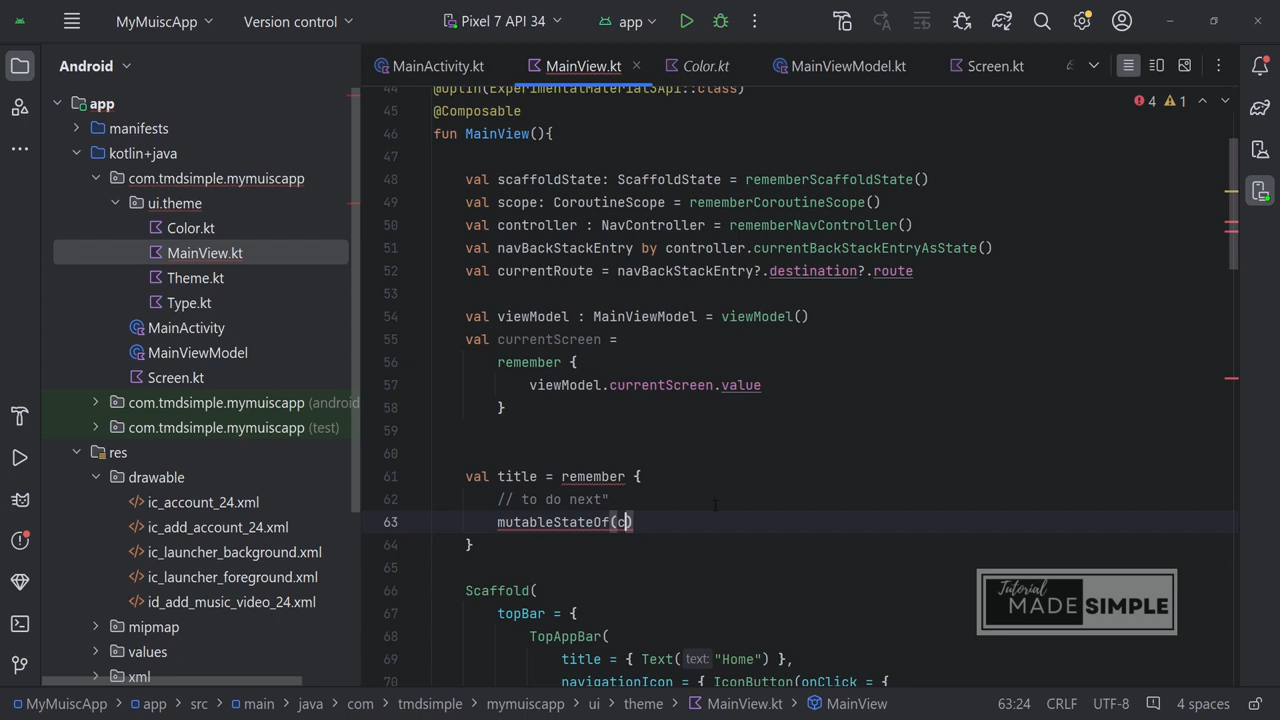 MyMuiscApp
Version control
Pixel 7 API 34
app
Android
MainActivity.kt
MainView.kt
Color.kt
MainViewModel.kt
Screen.kt
app
manifests
kotlin+java
com.tmdsimple.mymuiscapp
ui.theme
Color.kt
MainView.kt
Theme.kt
Type.kt
MainActivity
MainViewModel
Screen.kt
com.tmdsimple.mymuiscapp (android
com.tmdsimple.mymuiscapp (test)
res
drawable
ic_account_24.xml
ic_add_account_24.xml
ic_launcher_background.xml
ic_launcher_foreground.xml
id_add_music_video_24.xml
mipmap
values
xml
4 1
44 @OptIn(ExperimentalMaterial3Api::class)
45 @Composable
46 fun MainView(){
47
48 val scaffoldState: ScaffoldState = rememberScaffoldState()
49 val scope: CoroutineScope = rememberCoroutineScope()
50 val controller : NavController = rememberNavController()
51 val navBackStackEntry by controller.currentBackStackEntryAsState()
52 val currentRoute = navBackStackEntry?.destination?.route
53
54 val viewModel : MainViewModel = viewModel()
55 val currentScreen =
56 remember {
57 viewModel.currentScreen.value
58 }
59
60
61 val title = remember {
62 // to do next"
63 mutableStateOf(c)
64 }
65
66 Scaffold(
67 topBar = {
68 TopAppBar(
69 title = { Text( text: "Home") },
navigationIcon = { IconButton(onClick = {
Tutorial
MADE SIMPLE
MyMuiscApp > app > src > main > java > com > tmdsimple > mymuiscapp > ui > theme > MainView.kt > MainView
63:24 CRLF UTF-8 4 spaces